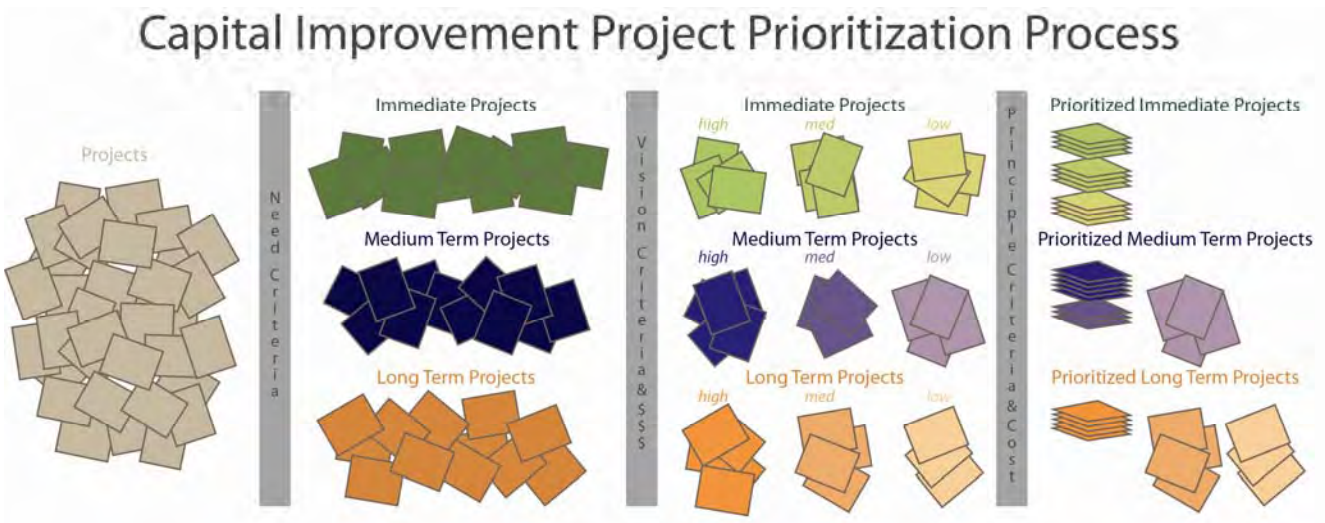 Capital Improvement Project Prioritization Process
Projects
Need Criteria
Immediate Projects
Medium Term Projects
Long Term Projects
Vision Criteria & $$$
Immediate Projects
high med low
Medium Term Projects
high med low
Long Term Projects
high med low
Principle Criteria & Cost
Prioritized Immediate Projects
Prioritized Medium Term Projects
Prioritized Long Term Projects